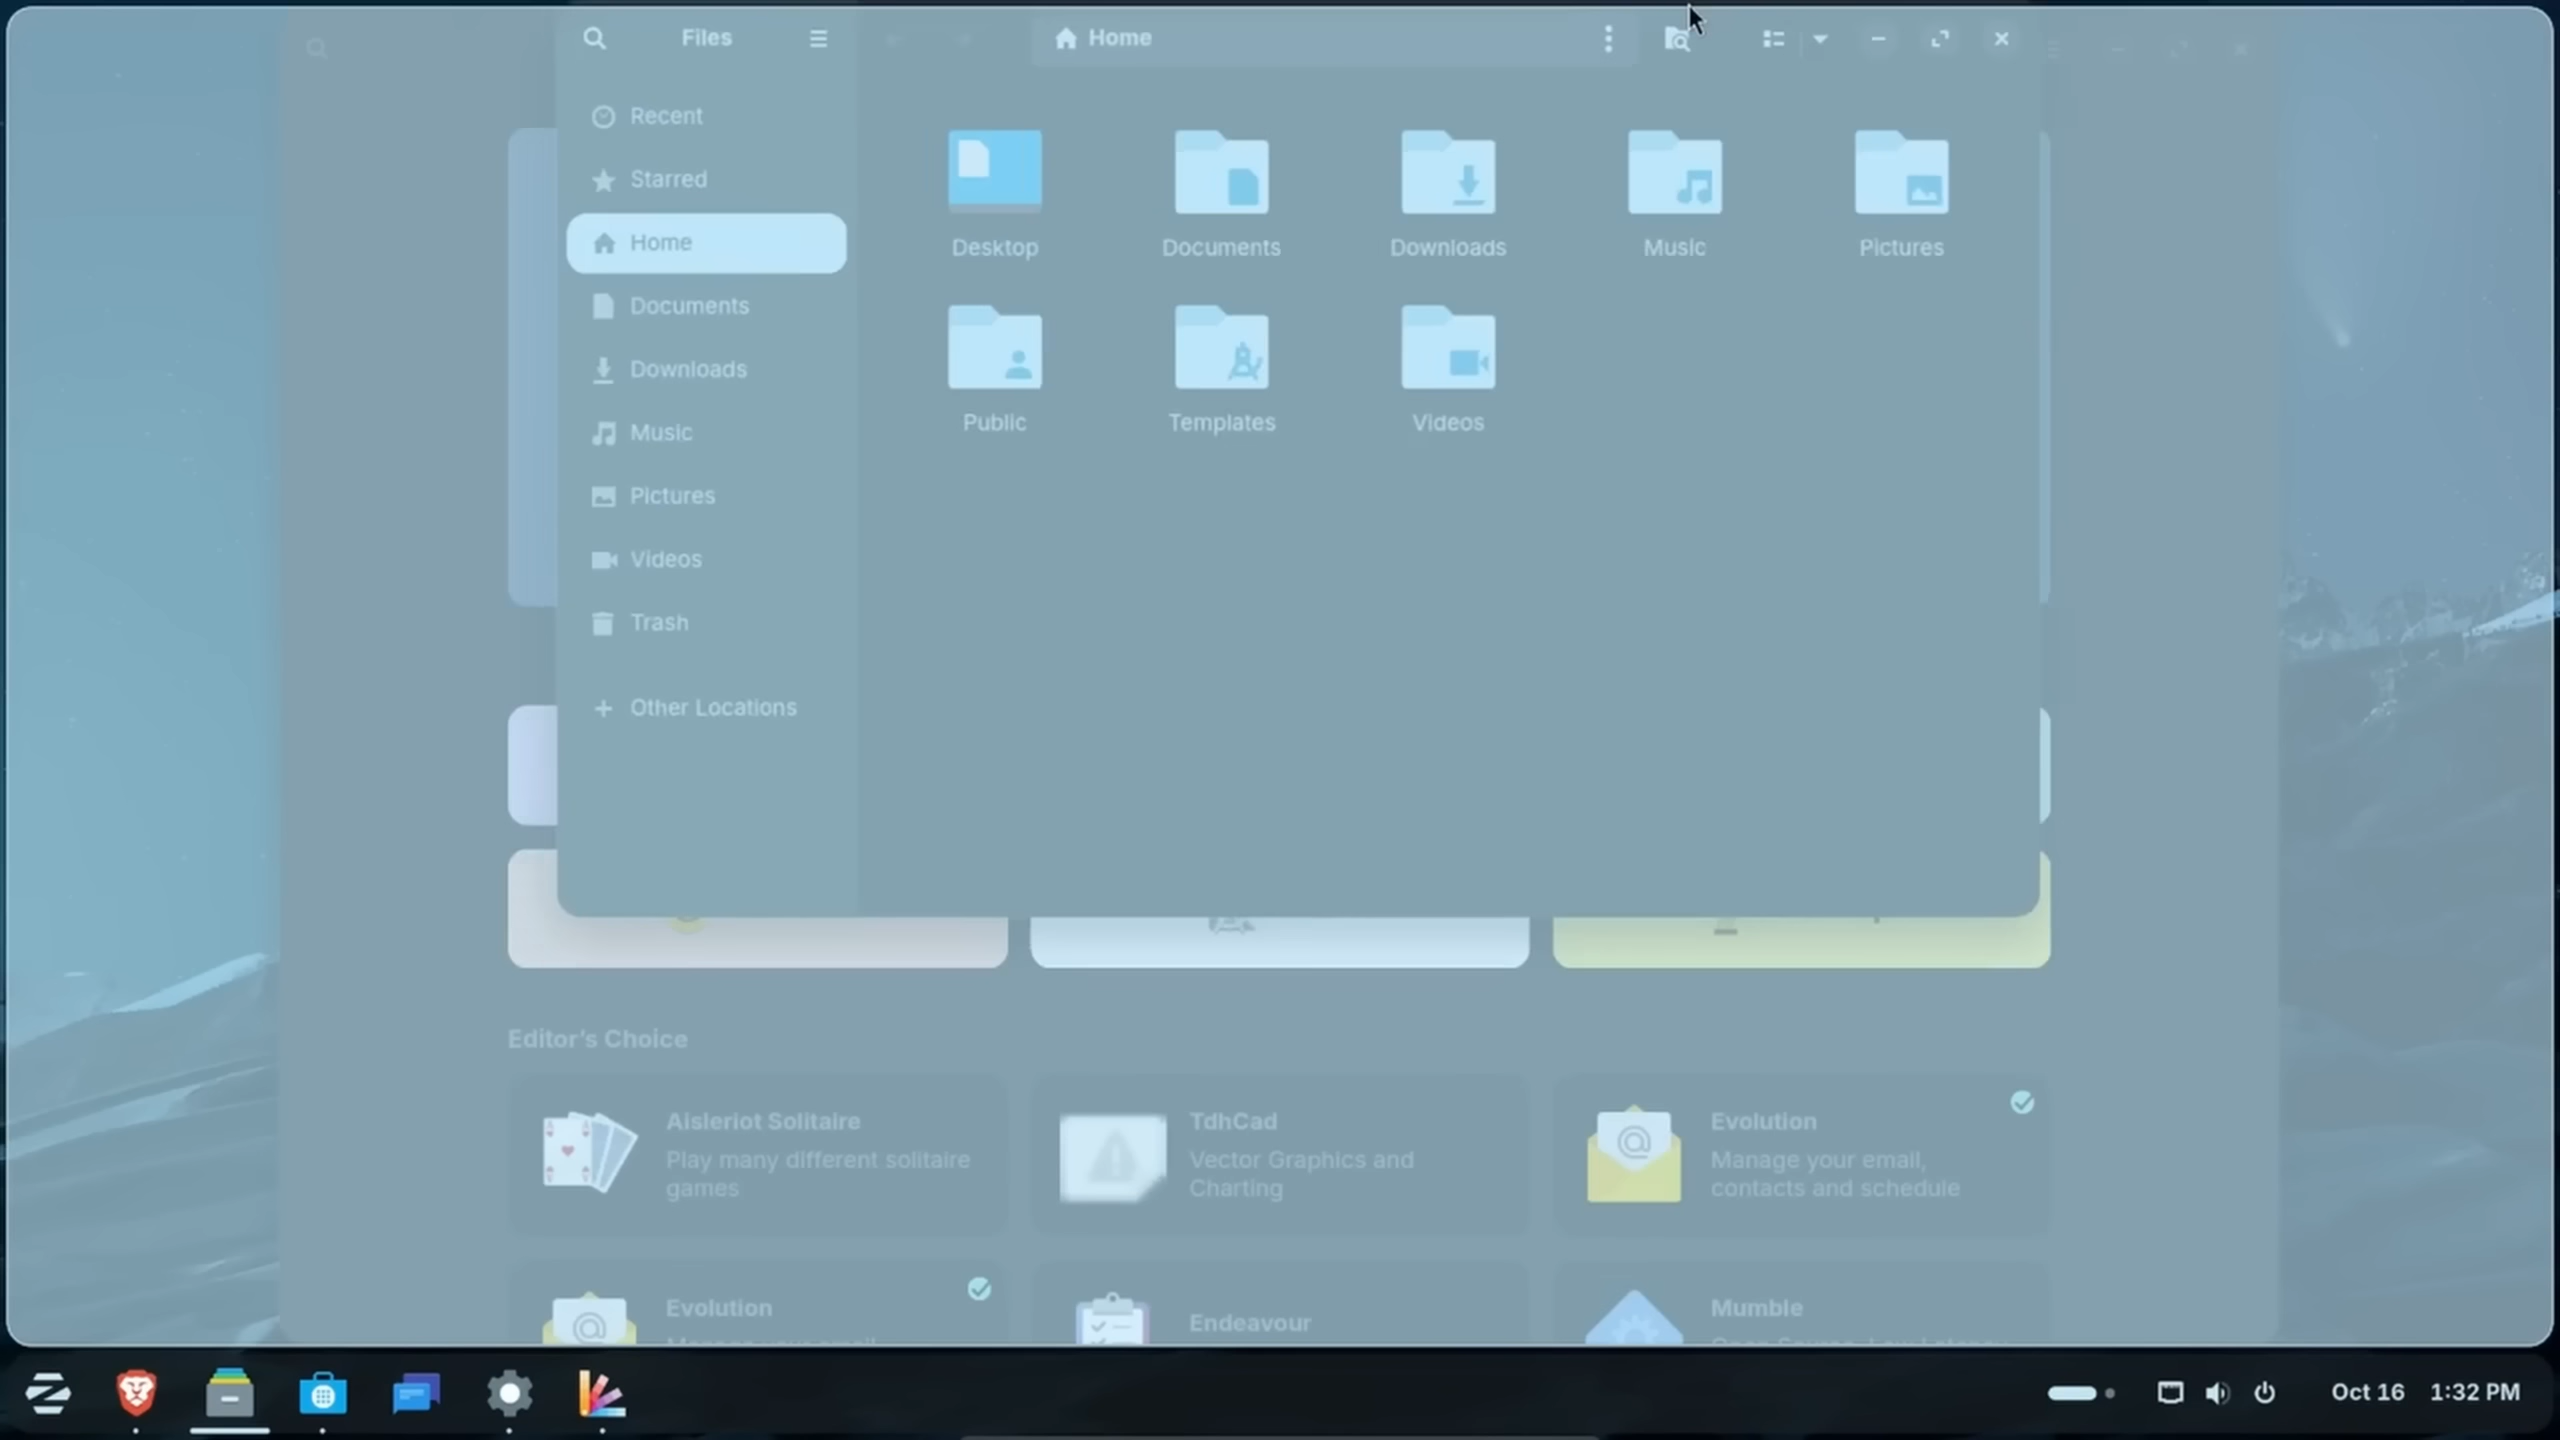 Files
Home
Recent
Starred
Home
Documents
Downloads
Music
Pictures
Videos
Trash
Other Locations
Desktop
Documents
Downloads
Music
Pictures
Public
Templates
Videos
Editor's Choice
Aisleriot Solitaire
Play many different solitaire
games
TdhCad
Vector Graphics and
Charting
Evolution
Manage your email,
contacts and schedule
Evolution
Endeavour
Mumble
Oct 16 1:32 PM